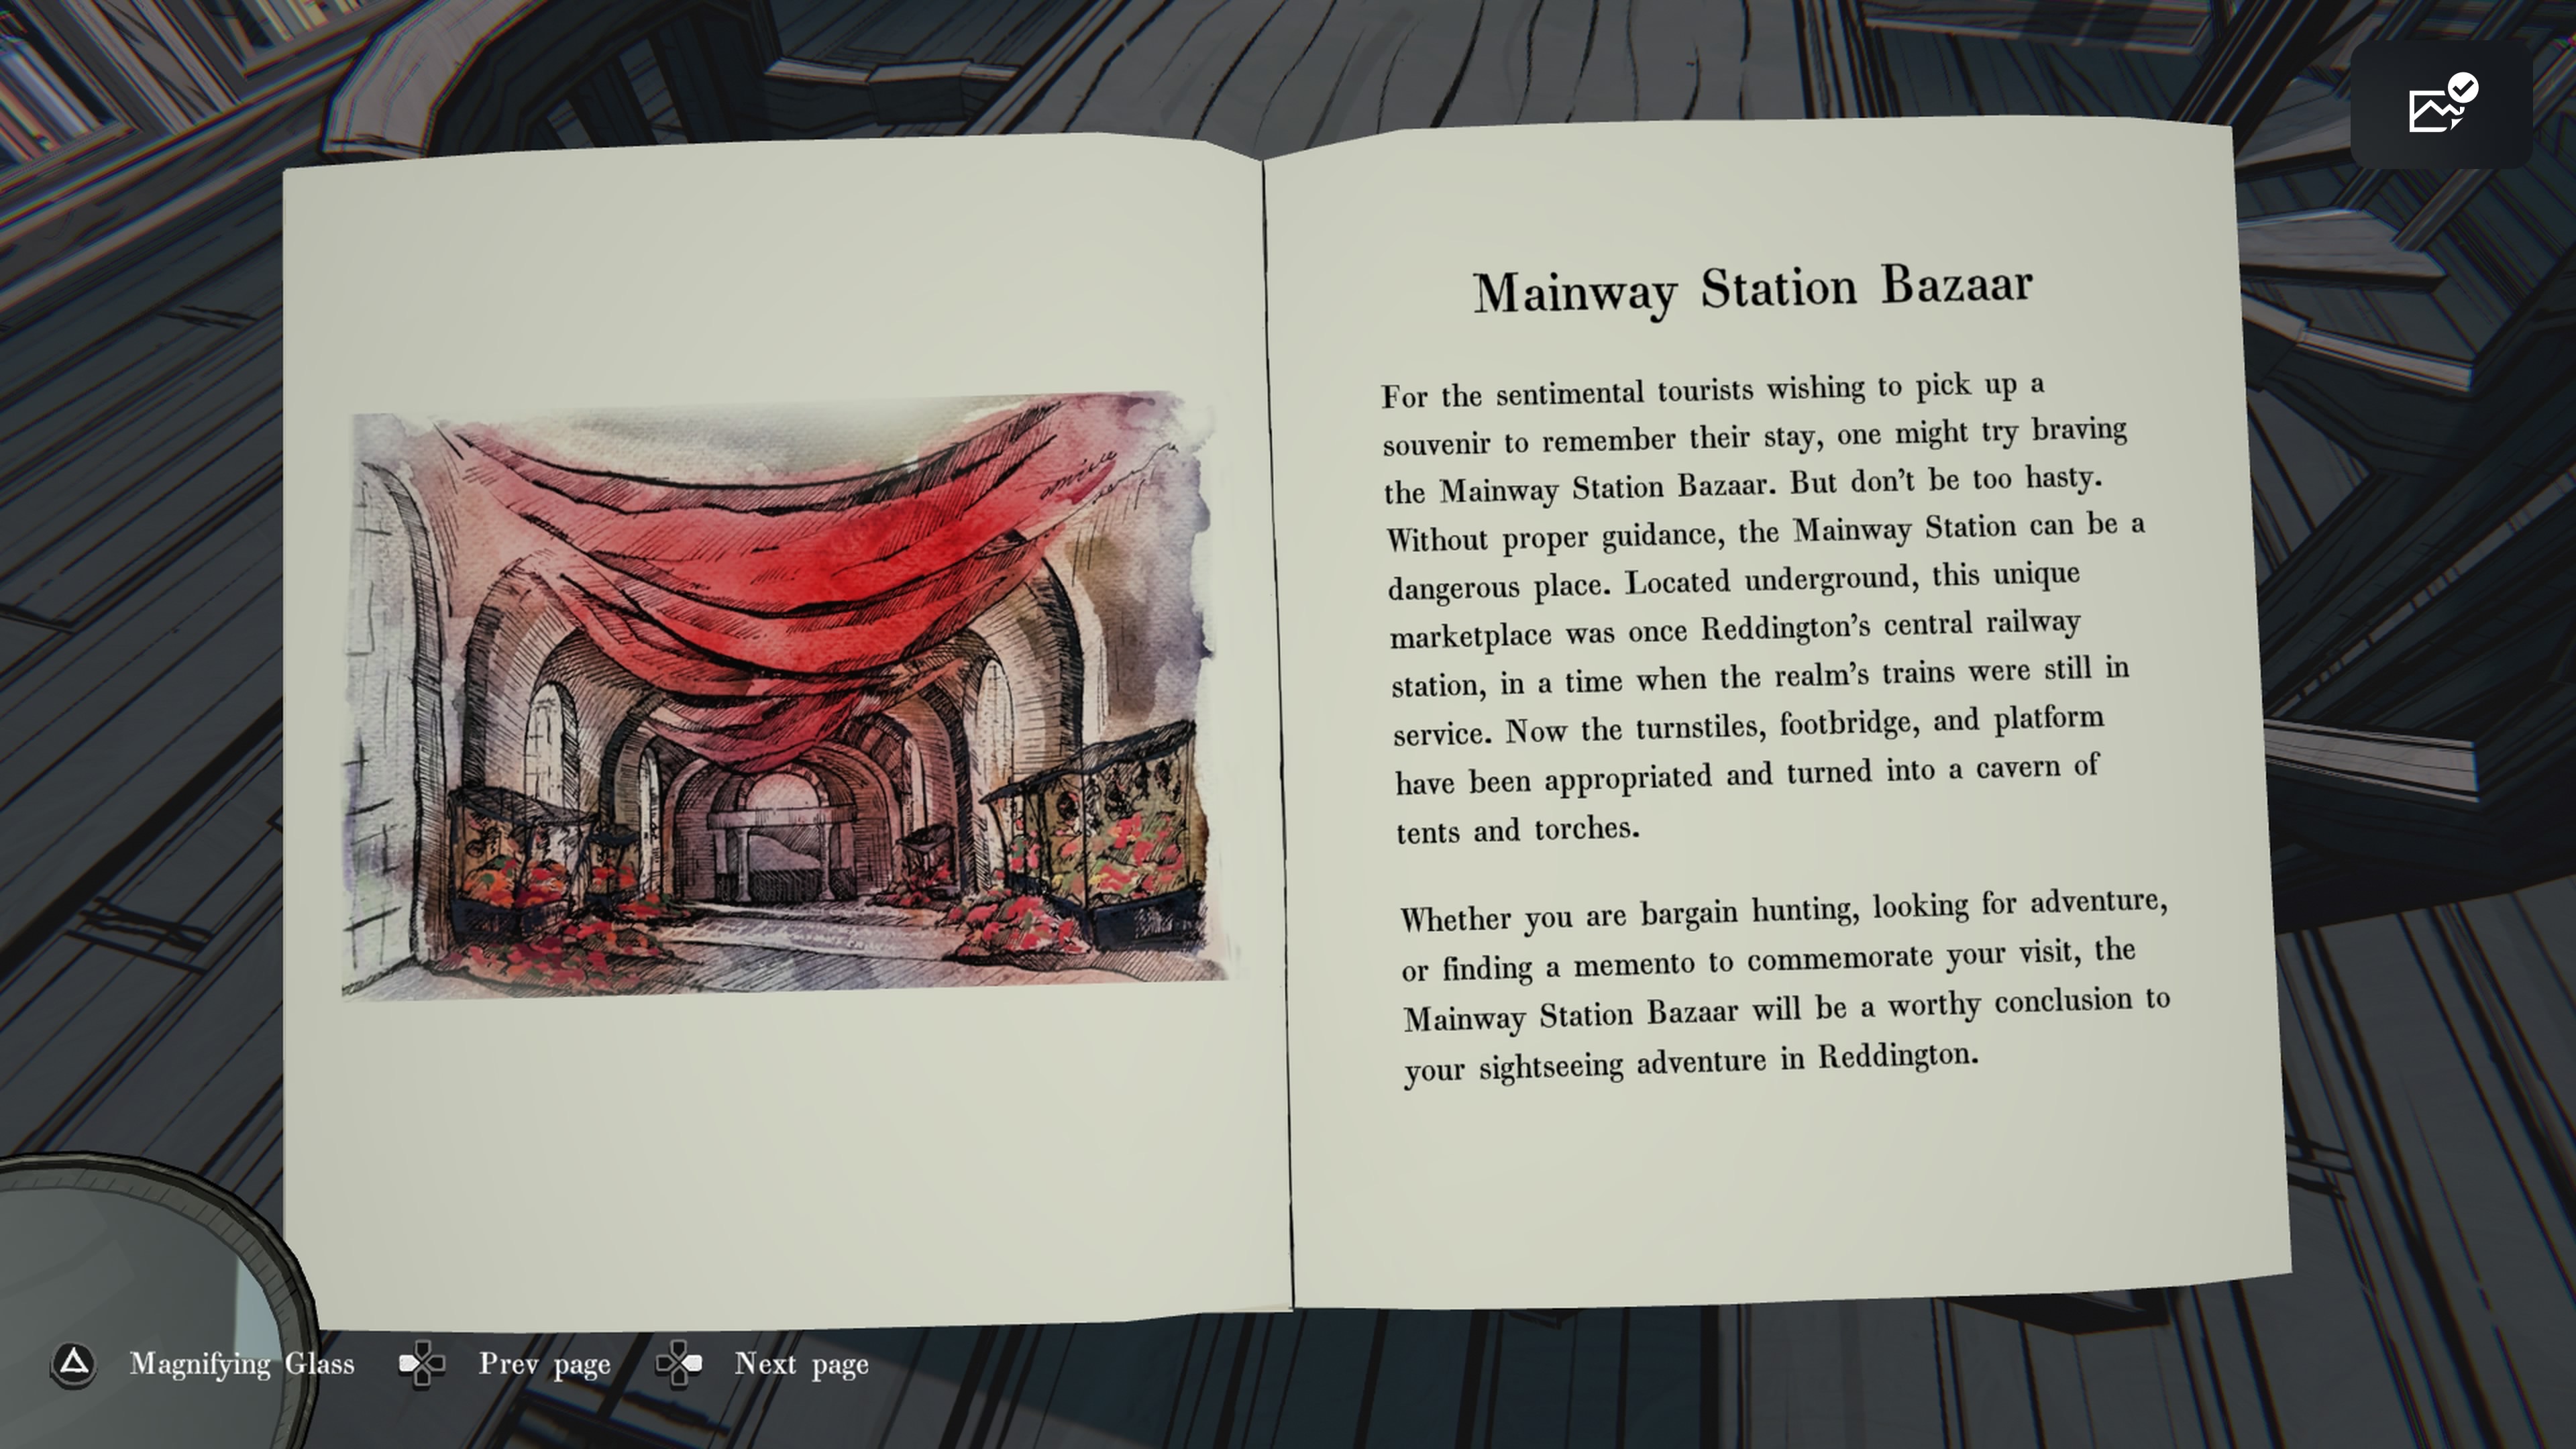 Mainway Station Bazaar
For the sentimental tourists wishing to pick up a
souvenir to remember their stay, one might try braving
the Mainway Station Bazaar. But don't be too hasty.
Without proper guidance, the Mainway Station can be a
dangerous place. Located underground, this unique
marketplace was once Reddington's central railway
station, in a time when the realm's trains were still in
service. Now the turnstiles, footbridge, and platform
have been appropriated and turned into a cavern of
tents and torches.
Whether you are bargain hunting, looking for adventure,
or finding a memento to commemorate your visit, the
Mainway Station Bazaar will be a worthy conclusion to
your sightseeing adventure in Reddington.
Magnifying Glass
Prev page
Next page